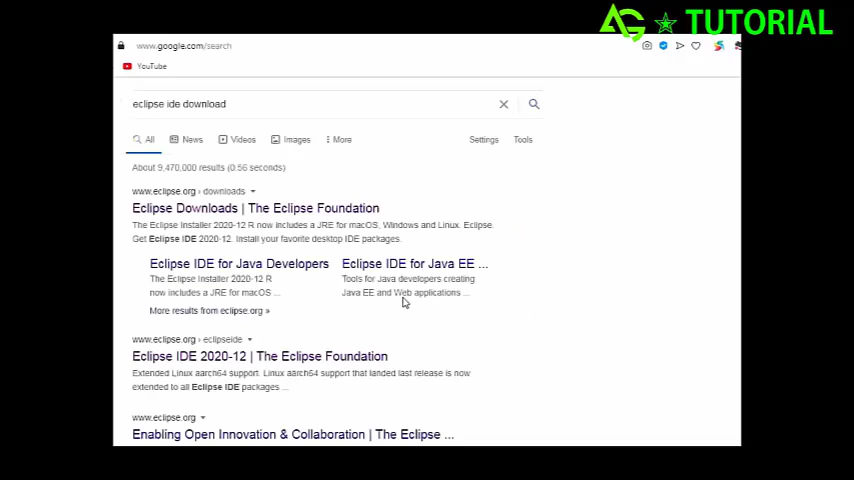 AG ☆ TUTORIAL
www.google.com/search
YouTube
eclipse ide download
All News Videos Images More Settings Tools
About 9,470,000 results (0.56 seconds)
www.eclipse.org › downloads
Eclipse Downloads | The Eclipse Foundation
The Eclipse Installer 2020-12 R now includes a JRE for macOS, Windows and Linux. Eclipse.
Get Eclipse IDE 2020-12. Install your favorite desktop IDE packages.
Eclipse IDE for Java Developers
The Eclipse Installer 2020-12 R
now includes a JRE for macOS ...
Eclipse IDE for Java EE ...
Tools for Java developers creating
Java EE and Web applications ...
More results from eclipse.org »
www.eclipse.org › eclipseide
Eclipse IDE 2020-12 | The Eclipse Foundation
Extended Linux aarch64 support. Linux aarch64 support that landed last release is now
extended to all Eclipse IDE packages ...
www.eclipse.org
Enabling Open Innovation & Collaboration | The Eclipse ...